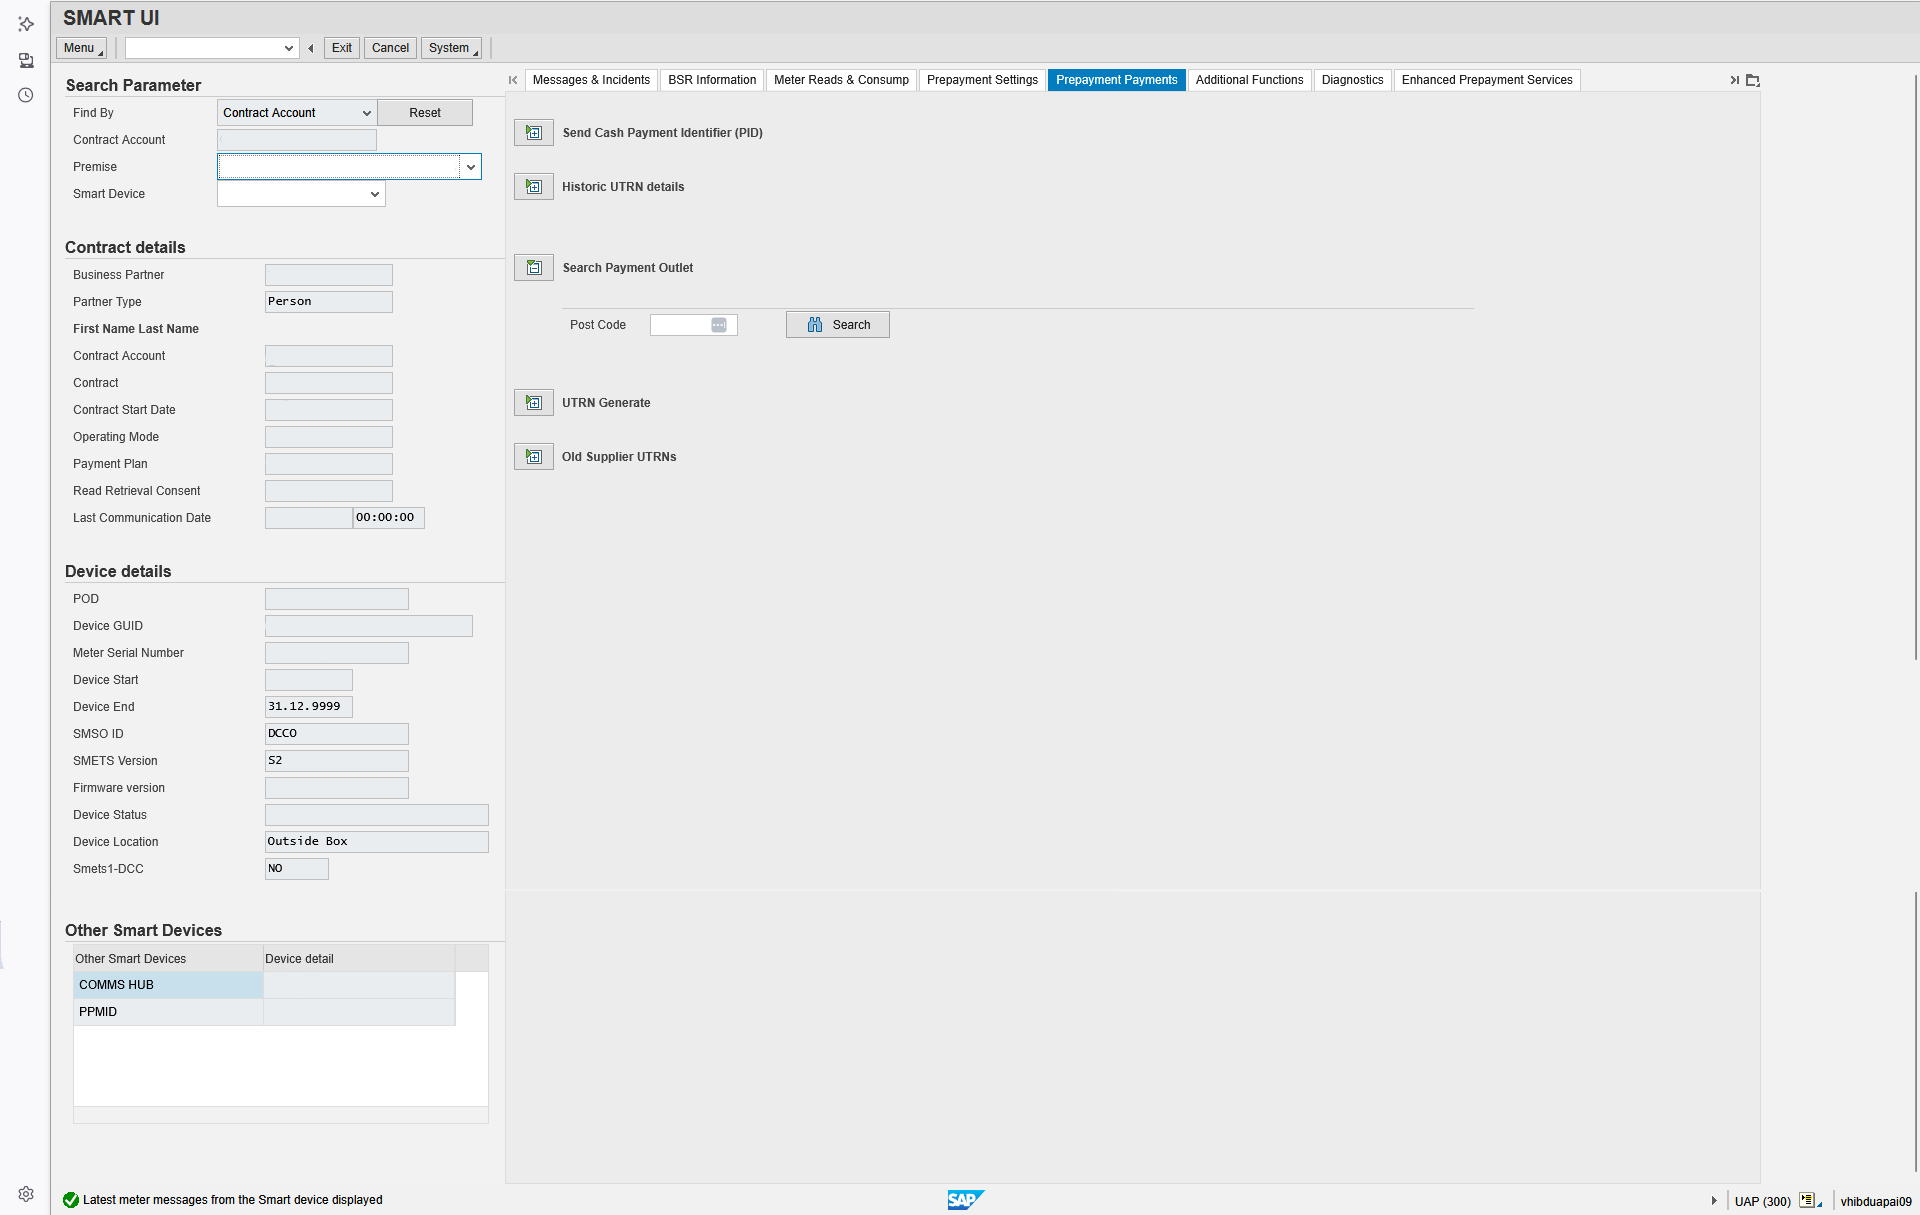 SMART UI
Menu
Exit
Cancel
System
Search Parameter
Find By
Contract Account
Reset
Contract Account
Premise
Smart Device
Contract details
Business Partner
Partner Type
Person
First Name Last Name
Contract Account
Contract
Contract Start Date
Operating Mode
Payment Plan
Read Retrieval Consent
Last Communication Date
00:00:00
Device details
POD
Device GUID
Meter Serial Number
Device Start
Device End
31.12.9999
SMSO ID
DCCO
SMETS Version
S2
Firmware version
Device Status
Device Location
Outside Box
Smets1-DCC
NO
Other Smart Devices
Other Smart Devices
Device detail
COMMS HUB
PPMID
Messages & Incidents
BSR Information
Meter Reads & Consump
Prepayment Settings
Prepayment Payments
Additional Functions
Diagnostics
Enhanced Prepayment Services
Send Cash Payment Identifier (PID)
Historic UTRN details
Search Payment Outlet
Post Code
Search
UTRN Generate
Old Supplier UTRNs
Latest meter messages from the Smart device displayed
SAP
UAP (300)
vhibduapai09